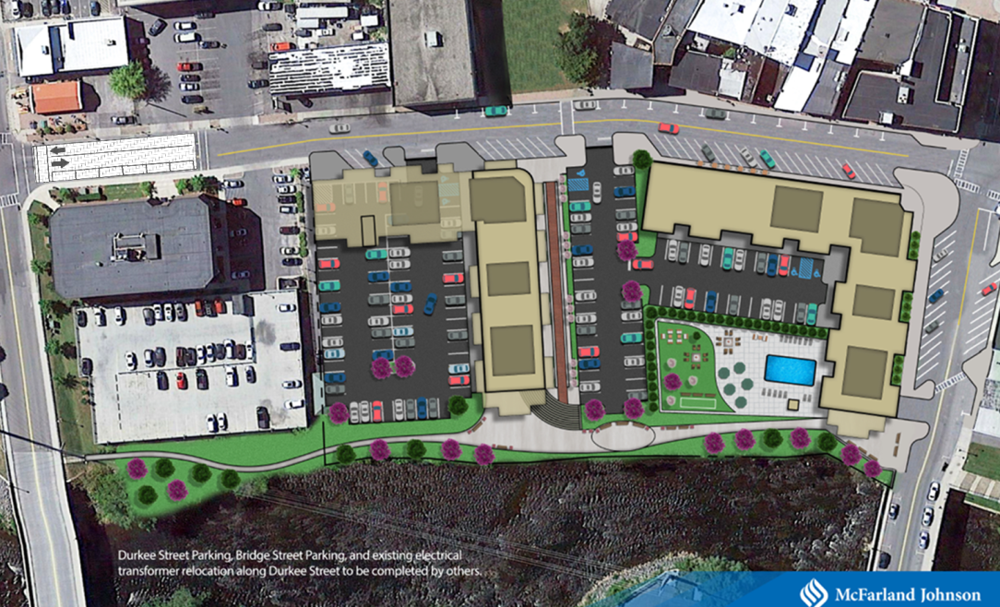 Durkee Street Parking, Bridge Street Parking, and existing electrical
transformer relocation along Durkee Street to be completed by others.
McFarland Johnson